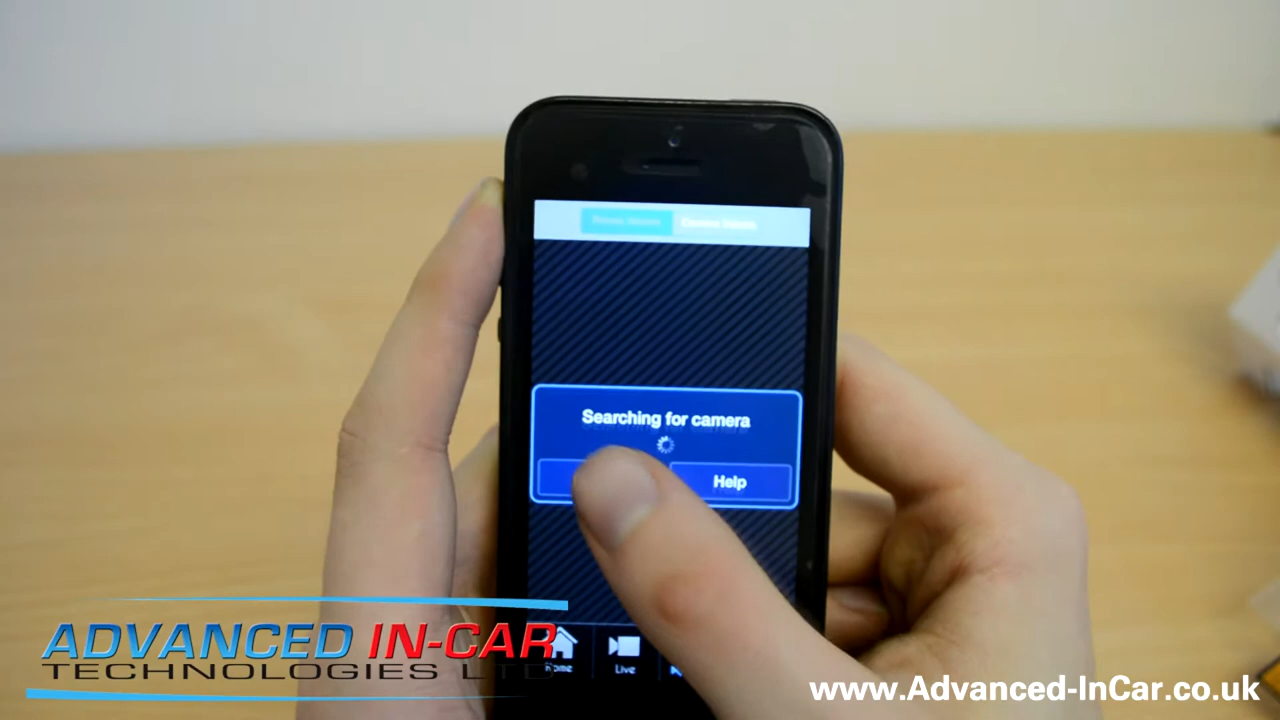 Searching for camera
Help
Home
Live
ADVANCED IN-CAR
TECHNOLOGIES LTD
www.Advanced-InCar.co.uk